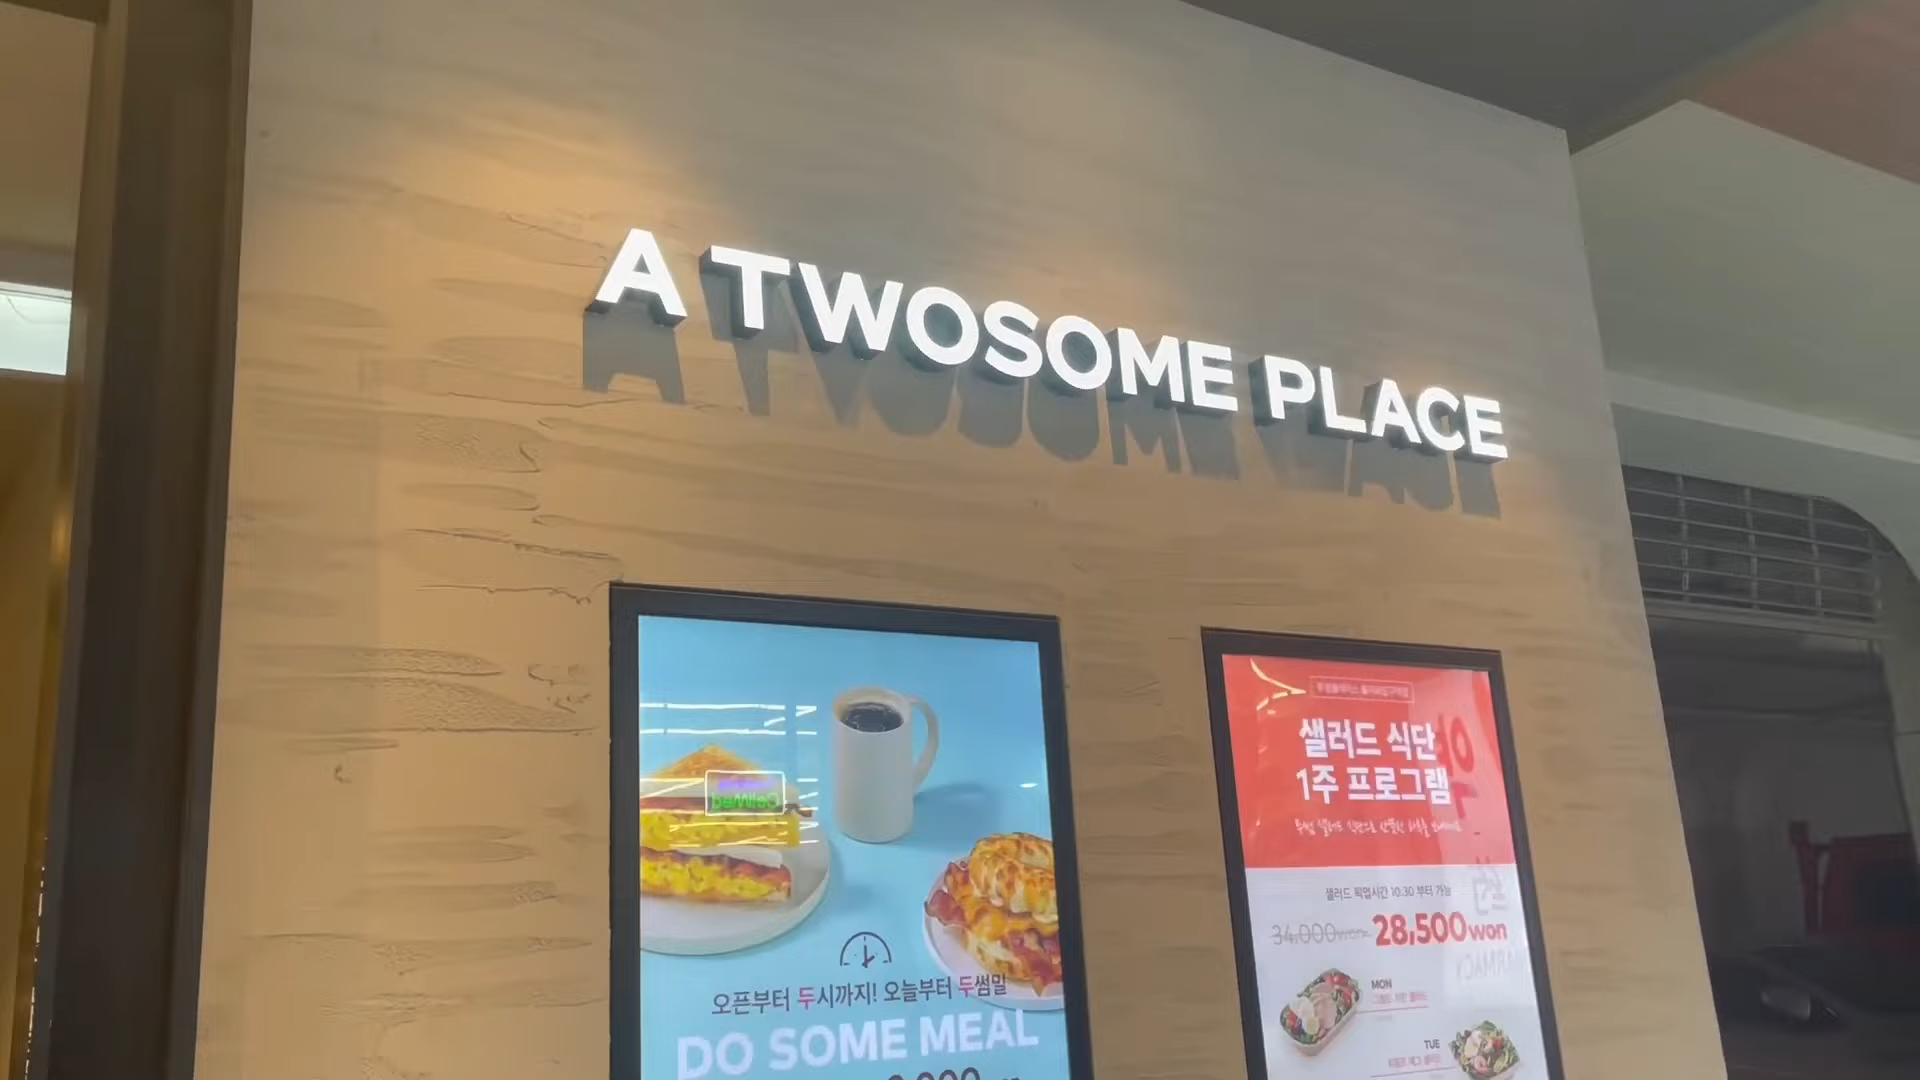 A TWOSOME PLACE
오픈부터 두시까지! 오늘부터 두썸밀
DO SOME MEAL
샐러드 식단
1주 프로그램
샐러드 픽업시간 10:30 부터 가능
34,000won 28,500won
MON
TUE